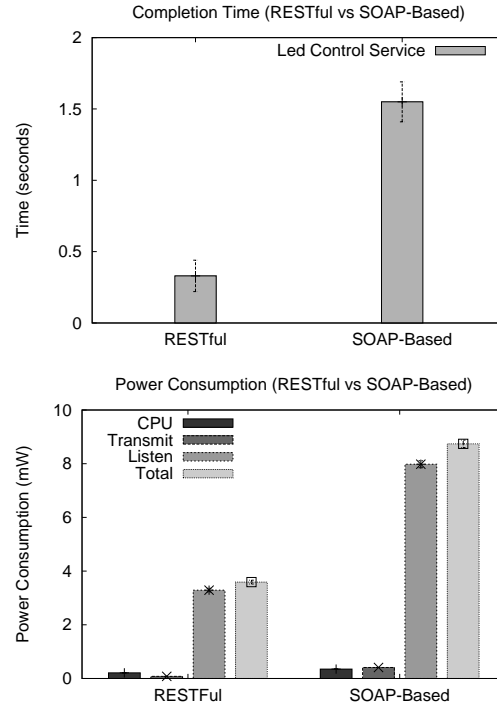 Completion Time (RESTful vs SOAP-Based)
2
Led Control Service
1.5
1
0.5
0
Time (seconds)
RESTful SOAP-Based
Power Consumption (RESTful vs SOAP-Based)
10
CPU
Transmit
Listen
Total
8
6
4
2
0
Power Consumption (mW)
RESTFul SOAP-Based